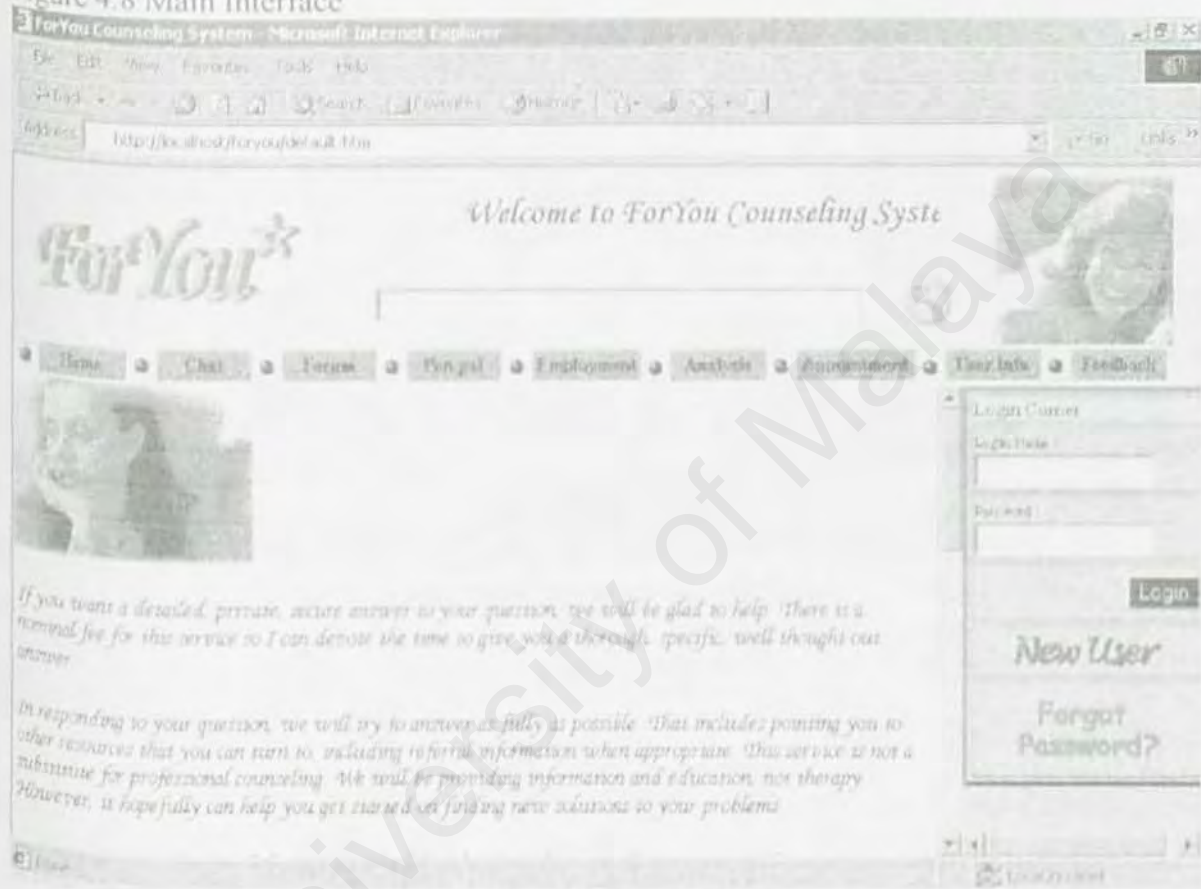 4.8 Main Interface
ForYou Counseling System - Microsoft Internet Explorer
File Edit View Favorites Tools Help
Search Favorites
Address http://localhost/foryou/default.htm Links »
Welcome to ForYou Counseling Syste
ForYou*
Home Chat Forum Pen pal Employment Analysis Appointment User Info Feedback
Login Corner
Login Name
Password
Login
New User
Forgot
Password?
If you want a detailed, private, secure answer to your question, we will be glad to help. There is a
nominal fee for this service so I can devote the time to give you a thorough, specific, well thought out
answer
In responding to your question, we will try to answer as fully as possible. That includes pointing you to
other resources that you can turn to, including referral information when appropriate. This service is not a
substitute for professional counseling. We will be providing information and education, not therapy
However, it hopefully can help you get started on finding new solutions to your problems
University of Malaya